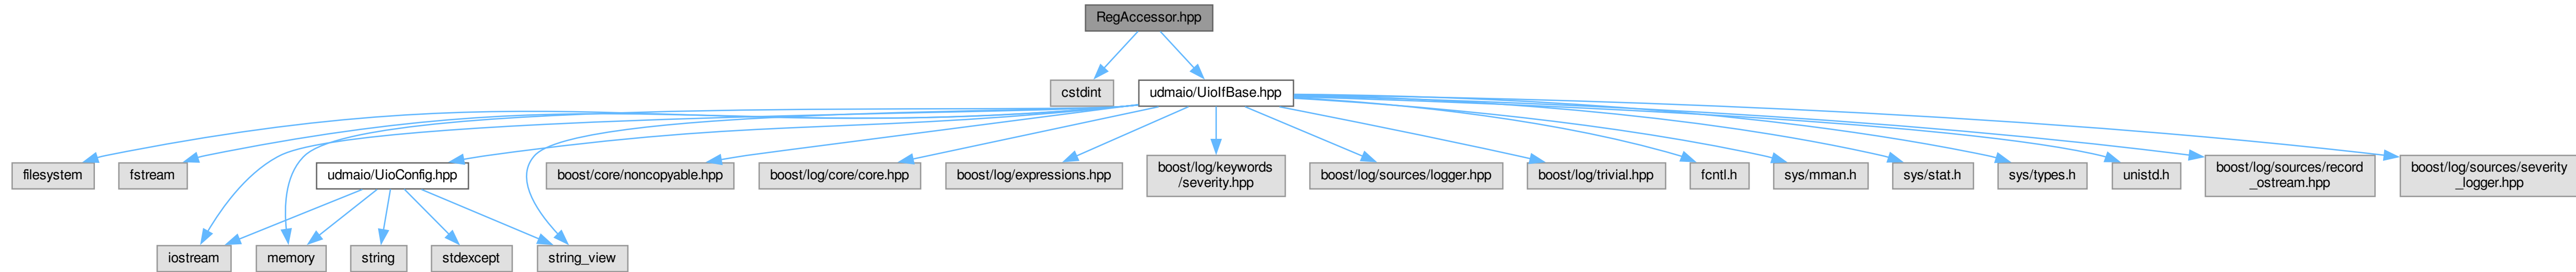 RegAccessor.hpp
cstdint
udmaio/UioIfBase.hpp
filesystem
fstream
udmaio/UioConfig.hpp
boost/core/noncopyable.hpp
boost/log/core/core.hpp
boost/log/expressions.hpp
boost/log/keywords
/severity.hpp
boost/log/sources/logger.hpp
boost/log/trivial.hpp
fcntl.h
sys/mman.h
sys/stat.h
sys/types.h
unistd.h
boost/log/sources/record
_ostream.hpp
boost/log/sources/severity
_logger.hpp
iostream
memory
string
stdexcept
string_view